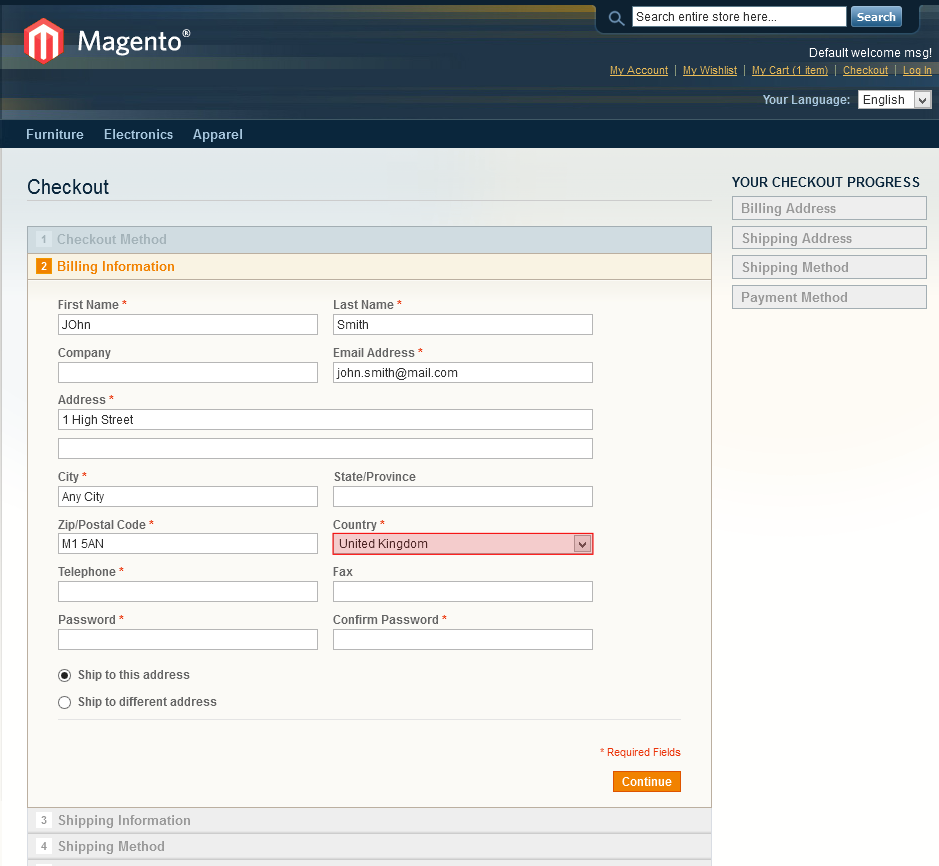 Search entire store here...
Search
Magento®
Default welcome msg!
My Account | My Wishlist | My Cart (1 item) | Checkout | Log In
Your Language: English
Furniture Electronics Apparel
Checkout
1 Checkout Method
2 Billing Information
First Name * Last Name *
JOhn Smith
Company Email Address *
john.smith@mail.com
Address *
1 High Street
City * State/Province
Any City
Zip/Postal Code * Country *
M1 5AN United Kingdom
Telephone * Fax
Password * Confirm Password *
Ship to this address
Ship to different address
* Required Fields
Continue
3 Shipping Information
4 Shipping Method
YOUR CHECKOUT PROGRESS
Billing Address
Shipping Address
Shipping Method
Payment Method